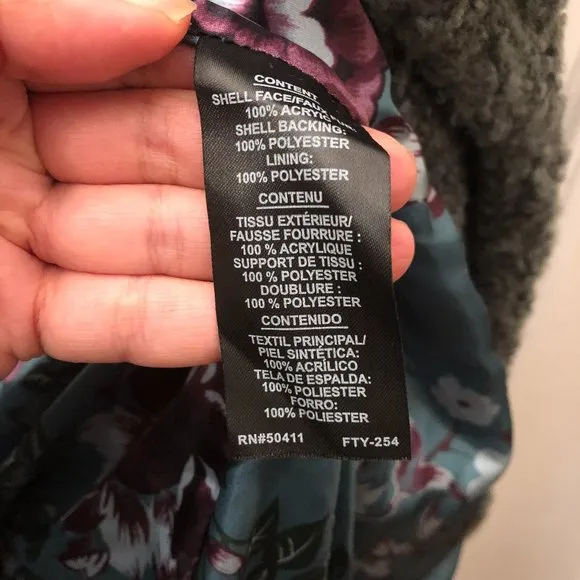 CONTENT
SHELL FACE/FAUX FUR:
100% ACRYLIC
SHELL BACKING:
100% POLYESTER
LINING:
100% POLYESTER
CONTENU
TISSU EXTÉRIEUR/
FAUSSE FOURRURE :
100 % ACRYLIQUE
SUPPORT DE TISSU :
100 % POLYESTER
DOUBLURE :
100 % POLYESTER
CONTENIDO
TEXTIL PRINCIPAL/
PIEL SINTÉTICA:
100% ACRÍLICO
TELA DE ESPALDA:
100% POLIESTER
FORRO:
100% POLIESTER
RN#50411 FTY-254